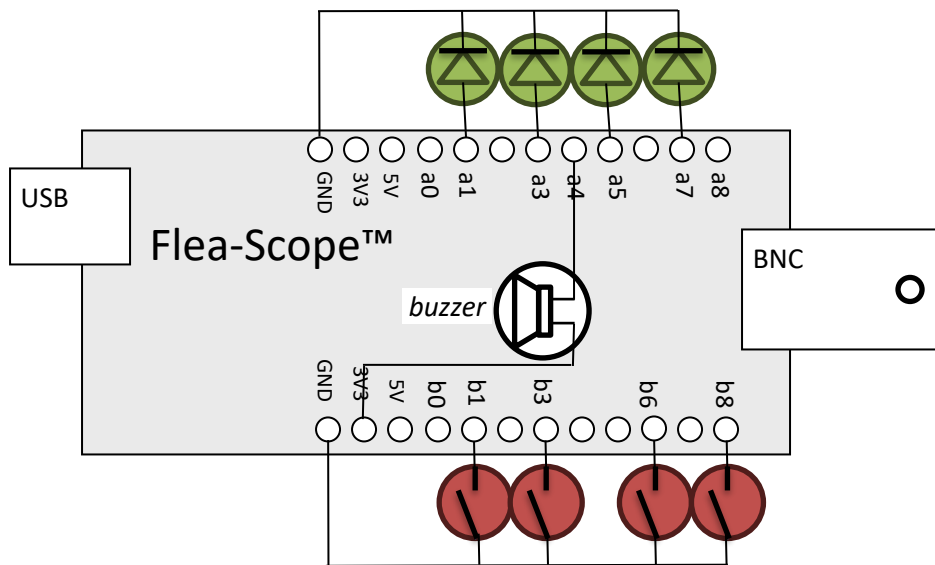 GND
3V3
5V
a0
a1
a3
a4
a5
a7
a8
USB
Flea-Scope™
BNC
buzzer
GND
3V3
5V
b0
b1
b3
b6
b8